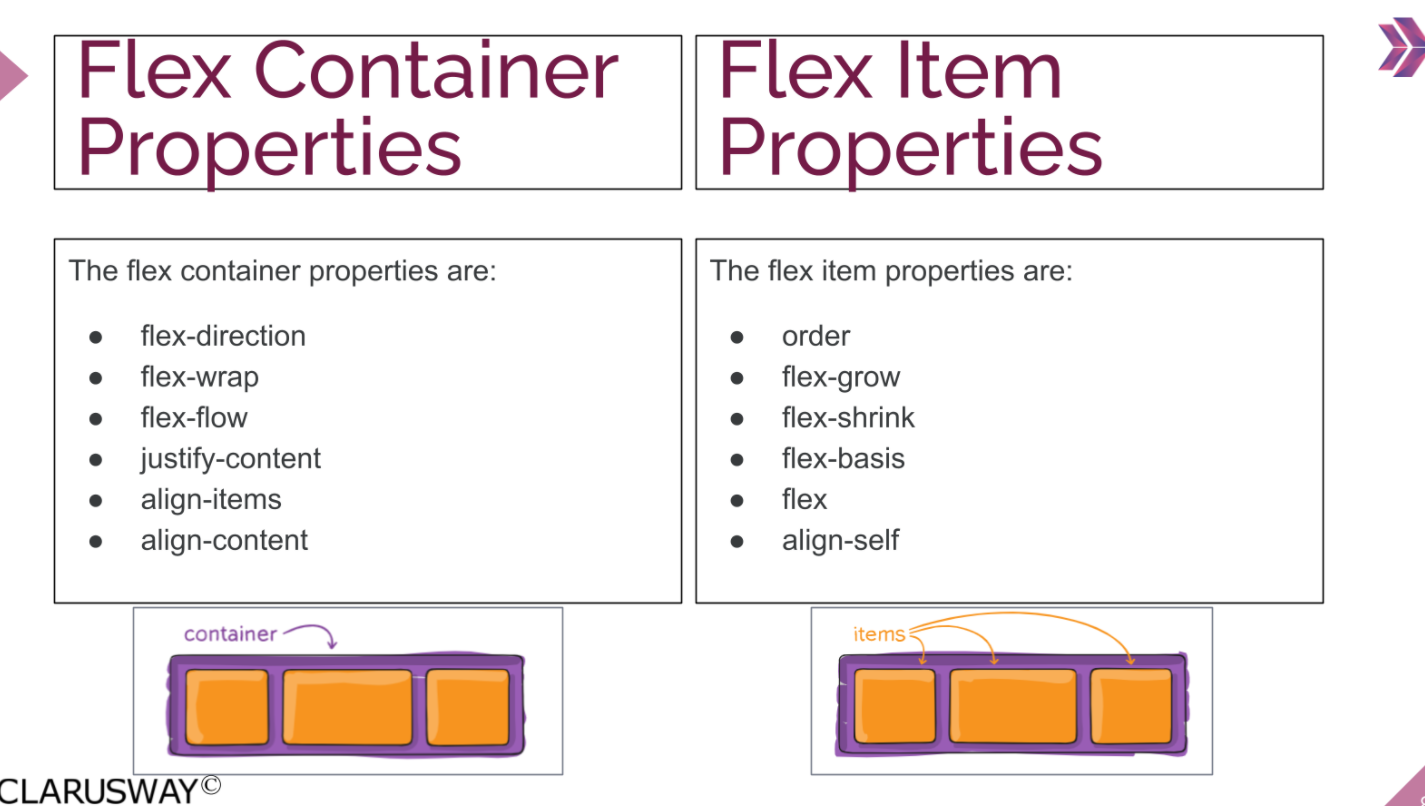 Flex Container
Properties
Flex Item
Properties
The flex container properties are:
● flex-direction
● flex-wrap
● flex-flow
● justify-content
● align-items
● align-content
The flex item properties are:
● order
● flex-grow
● flex-shrink
● flex-basis
● flex
● align-self
container
items
CLARUSWAY©